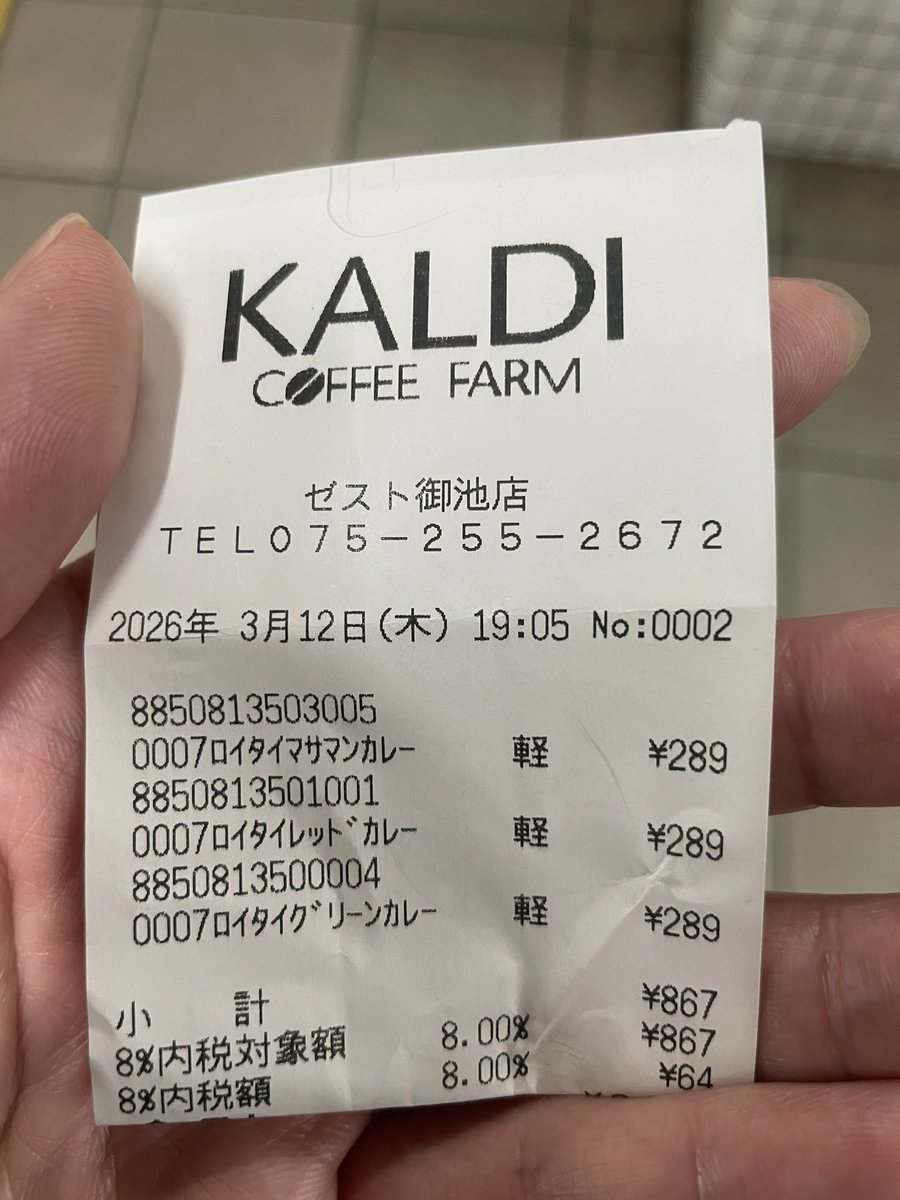 KALDI
COFFEE FARM
ゼスト御池店
TEL075-255-2672
2026年 3月12日(木) 19:05 No:0002
8850813503005
0007ﾛｲﾀｲﾏｻﾏﾝｶﾚｰ 軽 ¥289
8850813501001
0007ﾛｲﾀｲﾚｯﾄﾞｶﾚｰ 軽 ¥289
8850813500004
0007ﾛｲﾀｲｸﾞﾘｰﾝｶﾚｰ 軽 ¥289
小 計 ¥867
8%内税対象額 8.00% ¥867
8%内税額 8.00% ¥64